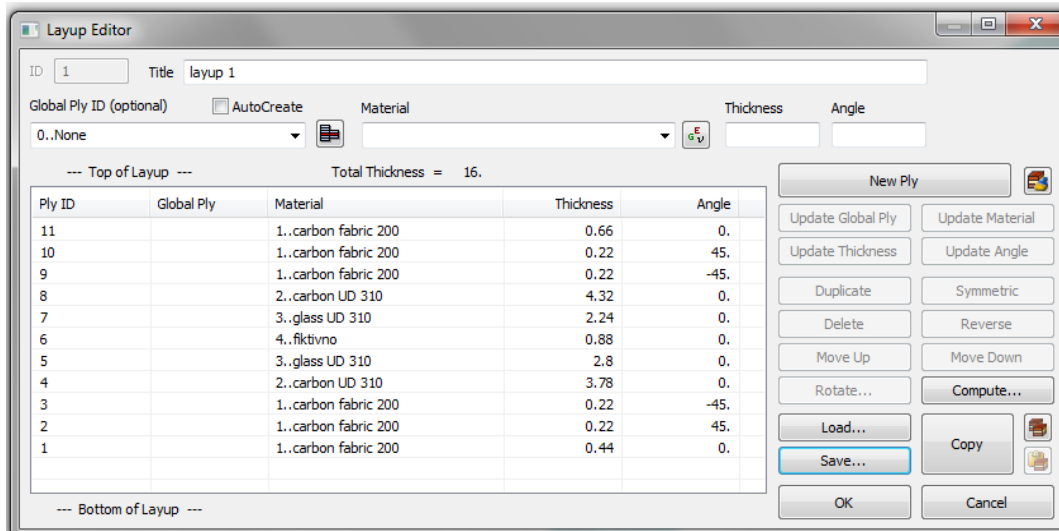 Layup Editor
ID 1 Title layup 1
Global Ply ID (optional) AutoCreate Material Thickness Angle
0..None
--- Top of Layup --- Total Thickness = 16.
New Ply
Ply ID Global Ply Material Thickness Angle
Update Global Ply Update Material
11 1..carbon fabric 200 0.66 0.
10 1..carbon fabric 200 0.22 45.
Update Thickness Update Angle
9 1..carbon fabric 200 0.22 -45.
8 2..carbon UD 310 4.32 0.
Duplicate Symmetric
7 3..glass UD 310 2.24 0.
Delete Reverse
6 4..fiktivno 0.88 0.
5 3..glass UD 310 2.8 0.
Move Up Move Down
4 2..carbon UD 310 3.78 0.
Rotate... Compute...
3 1..carbon fabric 200 0.22 -45.
2 1..carbon fabric 200 0.22 45.
Load... Copy
1 1..carbon fabric 200 0.44 0.
Save...
--- Bottom of Layup ---
OK Cancel